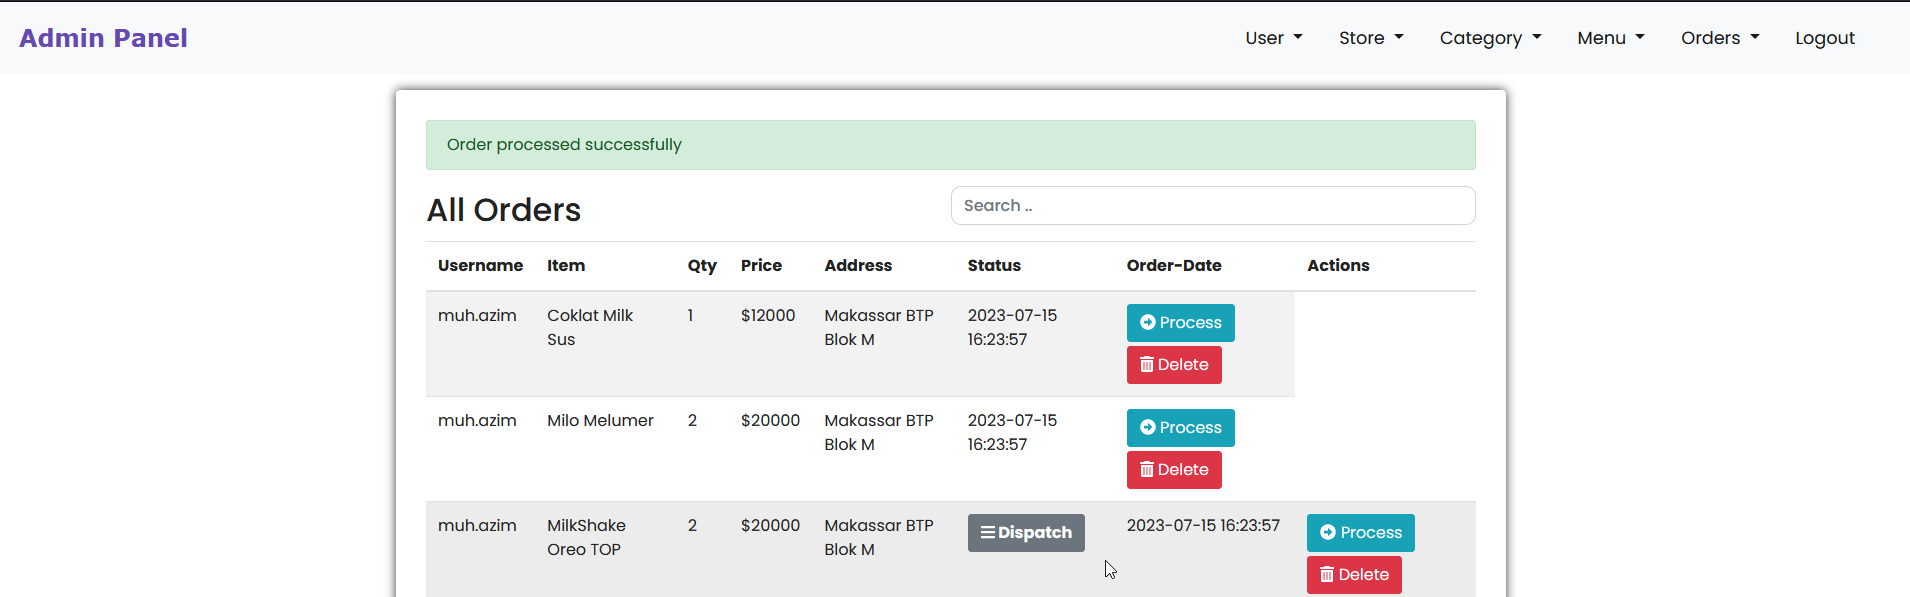 Admin Panel User Store Category Menu Orders Logout
Order processed successfully
All Orders Search ..
Username Item Qty Price Address Status Order-Date Actions
muh.azim Coklat Milk 1 $12000 Makassar BTP 2023-07-15 Process
Sus Blok M 16:23:57
Delete
muh.azim Milo Melumer 2 $20000 Makassar BTP 2023-07-15 Process
Blok M 16:23:57
Delete
muh.azim MilkShake 2 $20000 Makassar BTP Dispatch 2023-07-15 16:23:57 Process
Oreo TOP Blok M
Delete